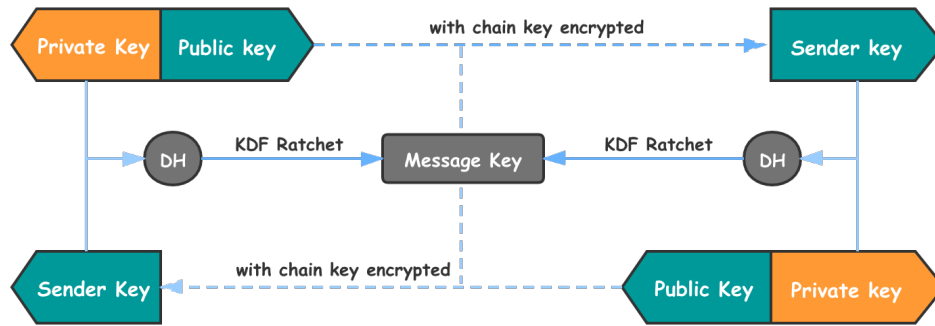 with chain key encrypted
Private Key
Public key
Sender key
KDF Ratchet
KDF Ratchet
DH
Message Key
DH
with chain key encrypted
Sender Key
Public Key
Private key